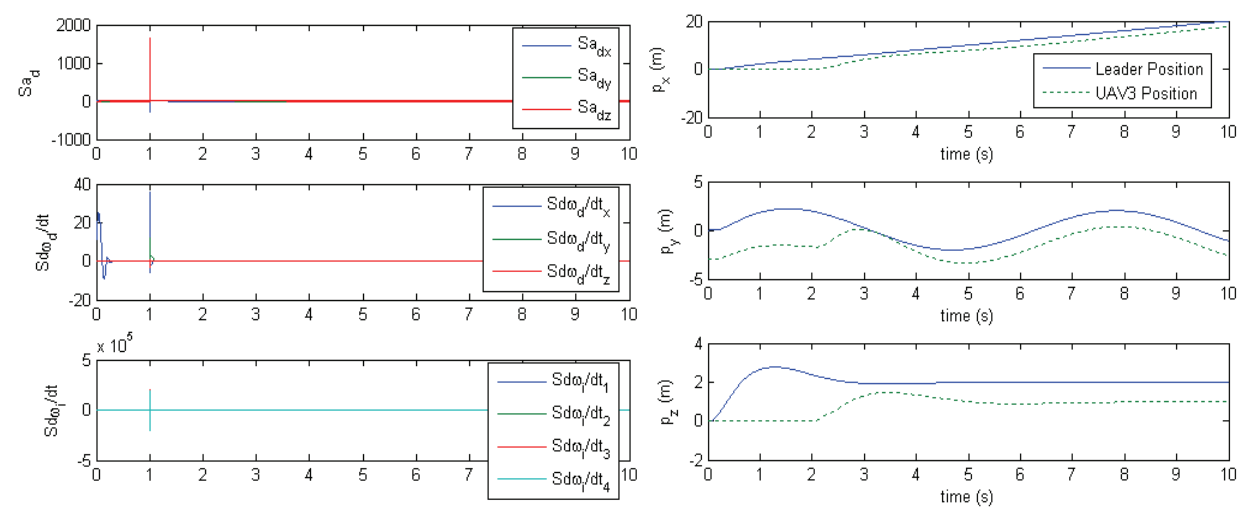 2000
1000
0
-1000
Sa_d
Sa_dx
Sa_dy
Sa_dz
0 1 2 3 4 5 6 7 8 9 10
40
20
0
-20
Sdω_d/dt
Sdω_d/dt_x
Sdω_d/dt_y
Sdω_d/dt_z
0 1 2 3 4 5 6 7 8 9 10
x 10^5
5
0
-5
Sdω_i/dt
Sdω_i/dt_1
Sdω_i/dt_2
Sdω_i/dt_3
Sdω_i/dt_4
0 1 2 3 4 5 6 7 8 9 10
20
0
-20
p_x (m)
Leader Position
UAV3 Position
0 1 2 3 4 5 6 7 8 9 10
time (s)
5
0
-5
p_y (m)
0 1 2 3 4 5 6 7 8 9 10
time (s)
4
2
0
-2
p_z (m)
0 1 2 3 4 5 6 7 8 9 10
time (s)